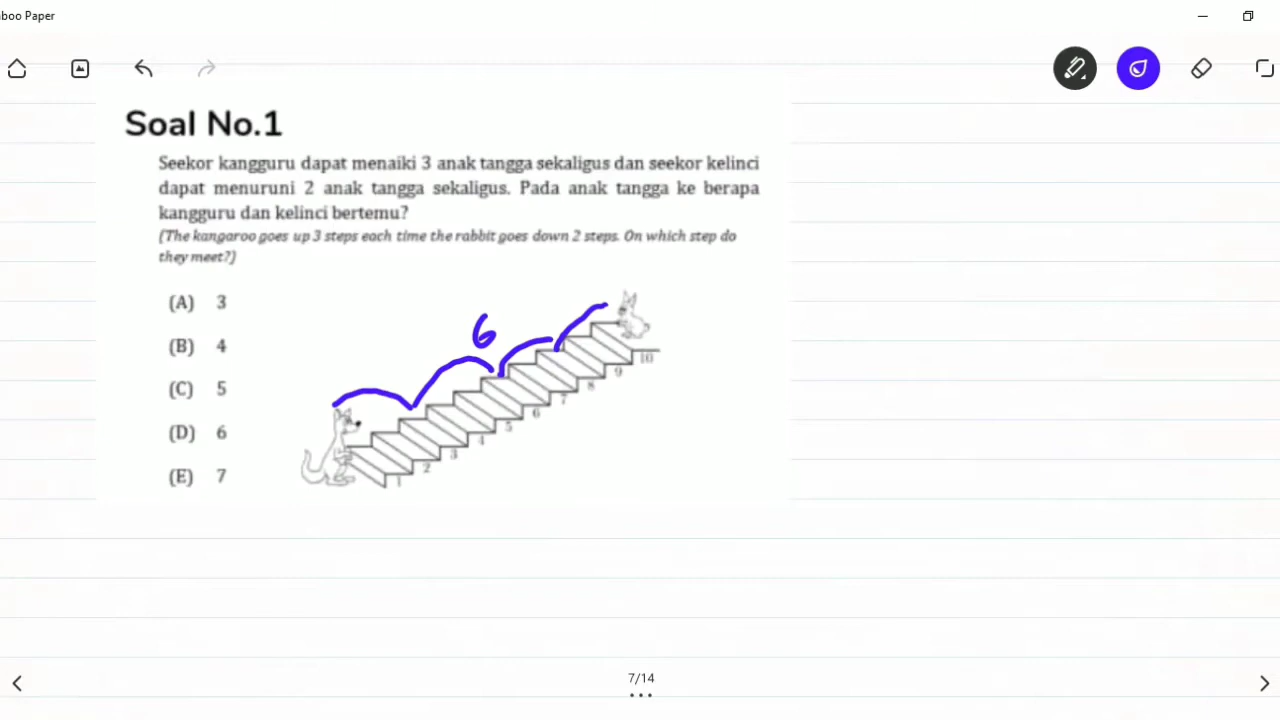 boo Paper
Soal No.1
Seekor kangguru dapat menaiki 3 anak tangga sekaligus dan seekor kelinci
dapat menuruni 2 anak tangga sekaligus. Pada anak tangga ke berapa
kangguru dan kelinci bertemu?
(The kangaroo goes up 3 steps each time the rabbit goes down 2 steps. On which step do
they meet?)
(A) 3
(B) 4
(C) 5
(D) 6
(E) 7
6
1
2
3
4
5
6
7
8
9
10
7/14